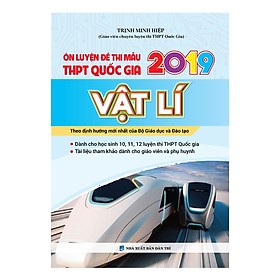 TRỊNH MINH HIỆP
(Giáo viên chuyên luyện thi THPT Quốc Gia)
ÔN LUYỆN ĐỀ THI MẪU
THPT QUỐC GIA 2019
VẬT LÍ
Theo định hướng mới nhất của Bộ Giáo dục và Đào tạo
Dành cho học sinh 10, 11, 12 luyện thi THPT Quốc gia
Tài liệu tham khảo dành cho giáo viên và phụ huynh
NHÀ XUẤT BẢN DÂN TRÍ